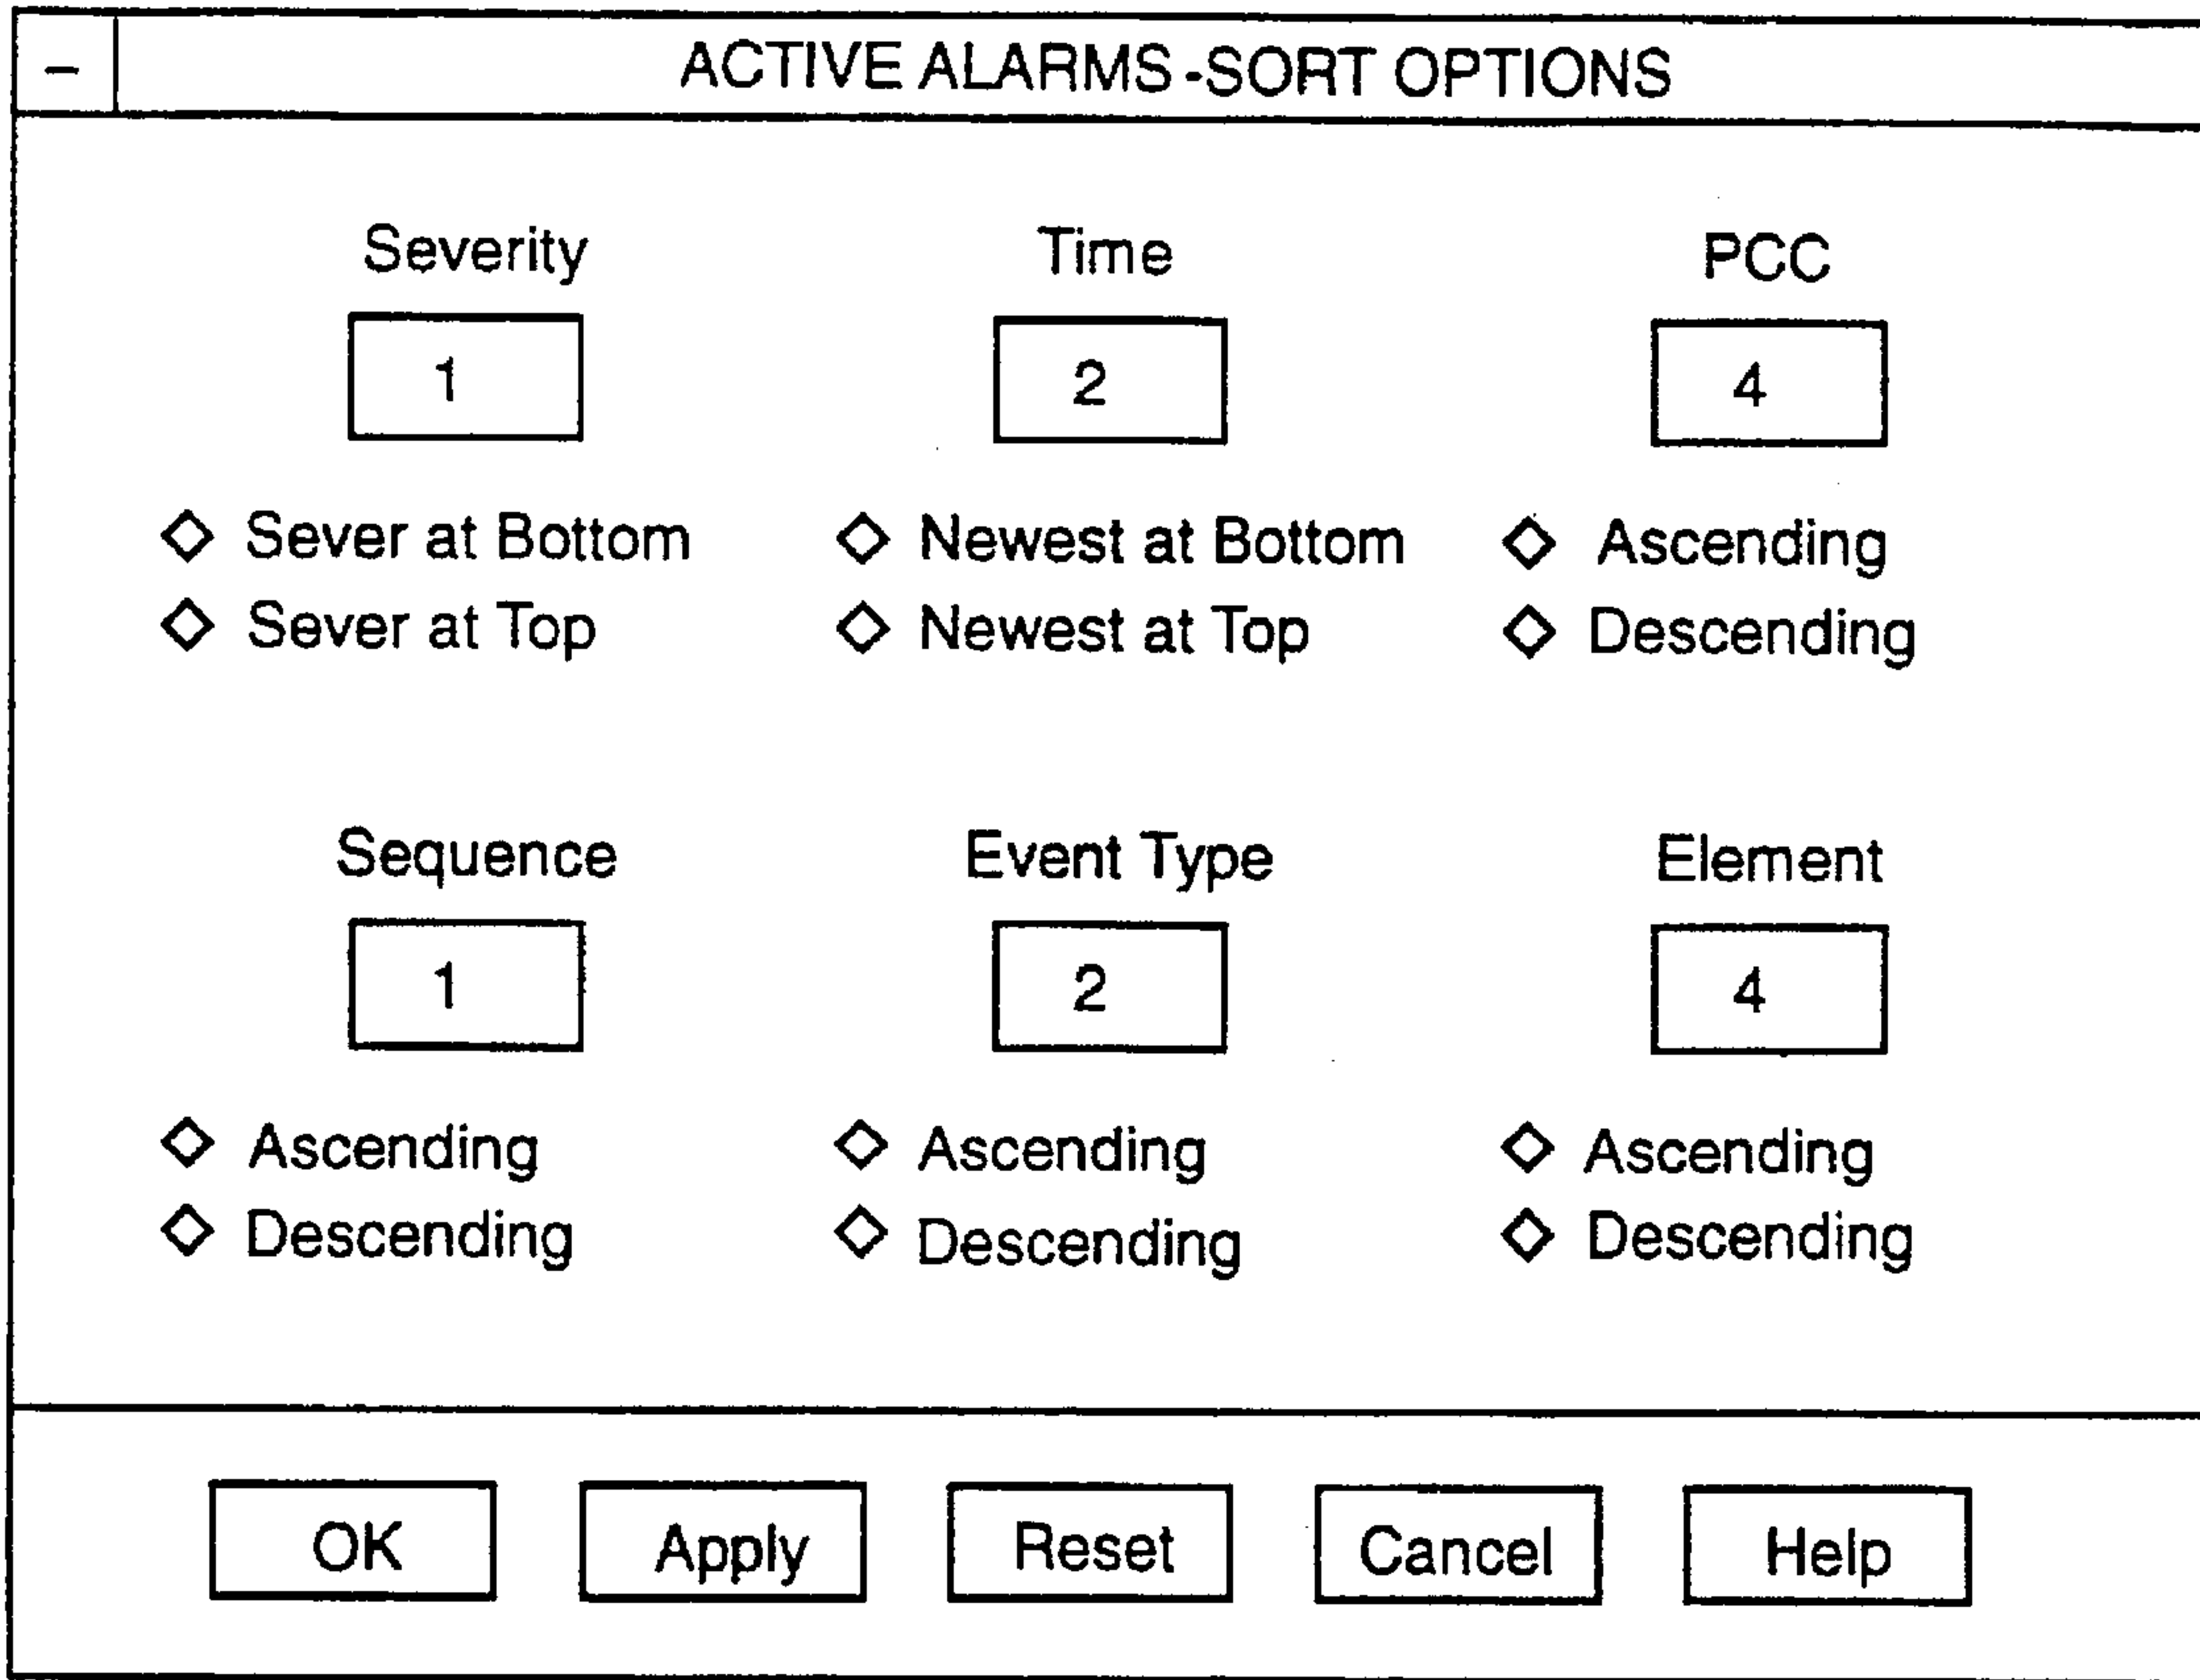 –
ACTIVE ALARMS -SORT OPTIONS
Severity Time PCC
1 2 4
◇ Sever at Bottom ◇ Newest at Bottom ◇ Ascending
◇ Sever at Top ◇ Newest at Top ◇ Descending
Sequence Event Type Element
1 2 4
◇ Ascending ◇ Ascending ◇ Ascending
◇ Descending ◇ Descending ◇ Descending
OK Apply Reset Cancel Help